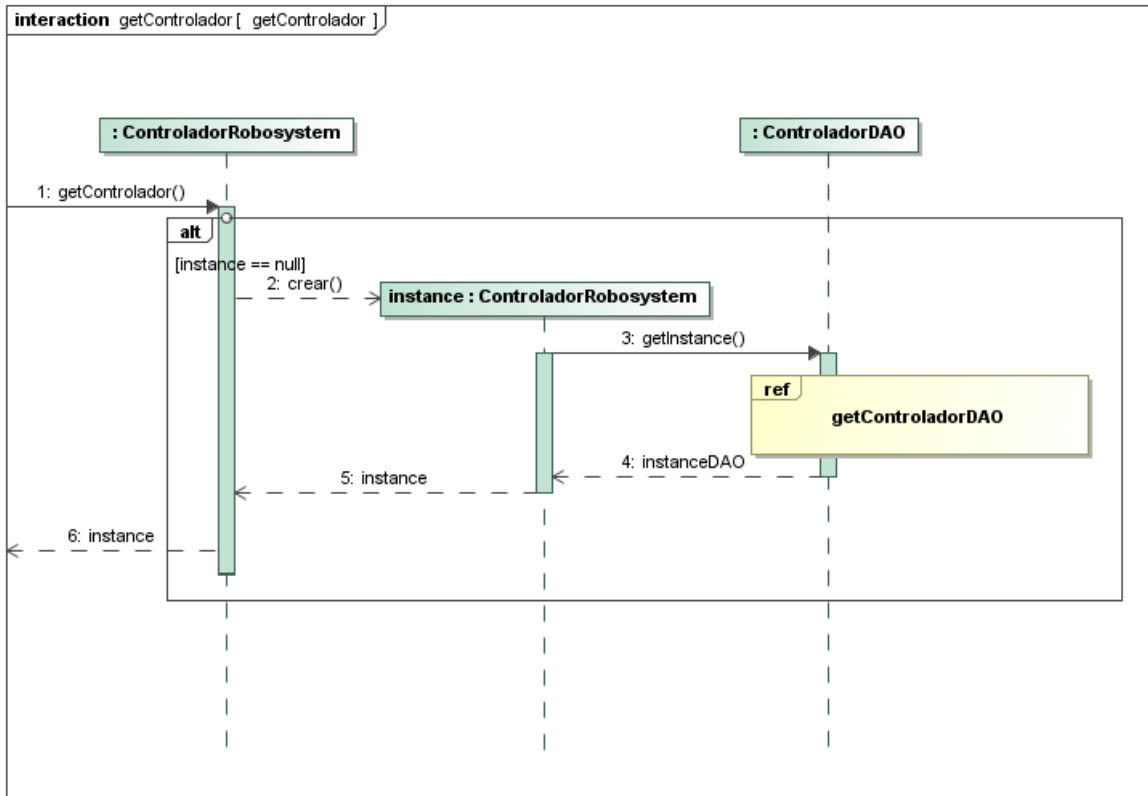 interaction getControlador[ getControlador ]
: ControladorRobosystem
: ControladorDAO
1: getControlador()
alt
[instance == null]
2: crear()
instance : ControladorRobosystem
3: getInstance()
ref
getControladorDAO
4: instanceDAO
5: instance
6: instance